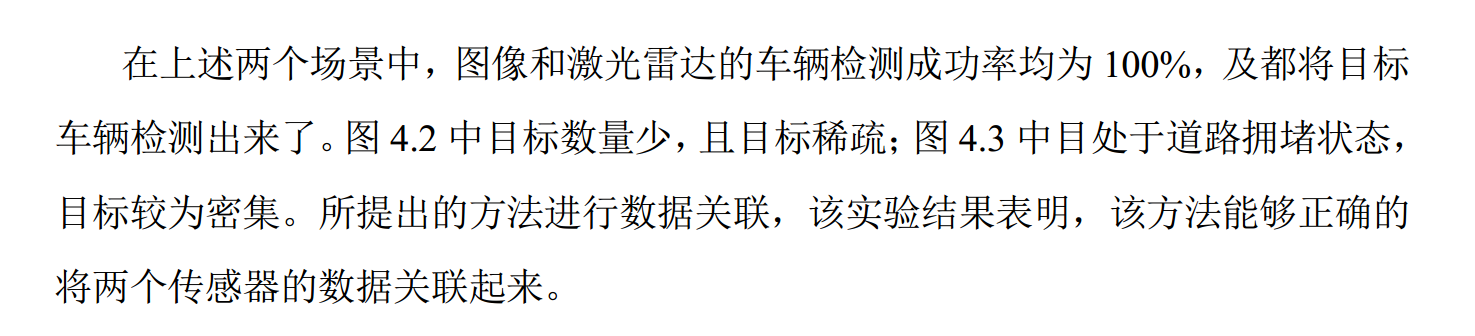 在上述两个场景中，图像和激光雷达的车辆检测成功率均为 100%，及都将目标
车辆检测出来了。图 4.2 中目标数量少，且目标稀疏；图 4.3 中目处于道路拥堵状态，
目标较为密集。所提出的方法进行数据关联，该实验结果表明，该方法能够正确的
将两个传感器的数据关联起来。